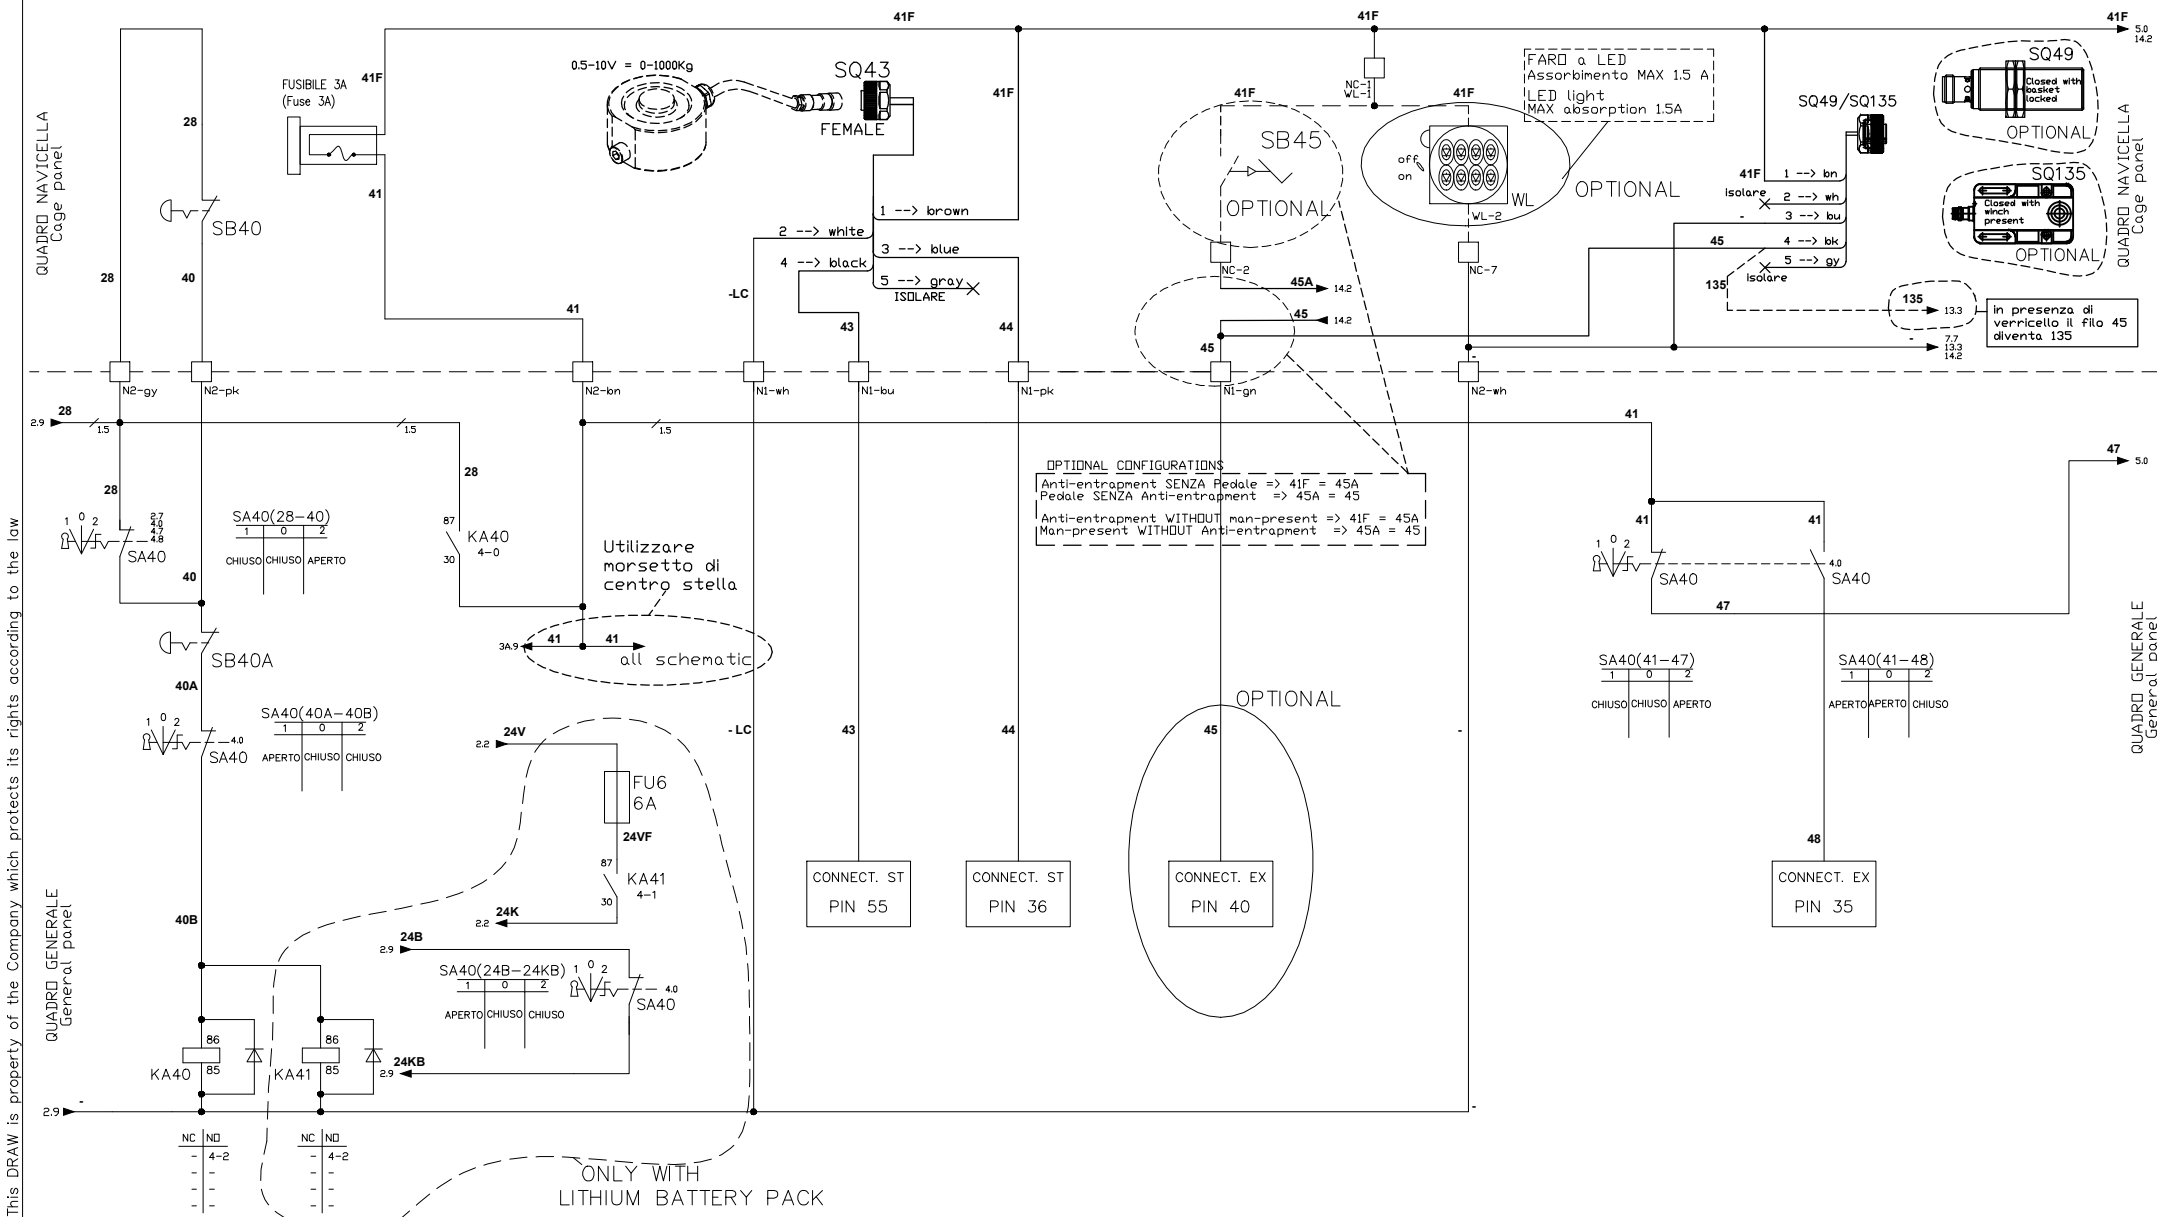 This DRAW is property of the Company which protects its rights according to the law
QUADRO NAVICELLA
Cage panel
QUADRO GENERALE
General panel
41F
41F
41F
5.0
14.2
28
FUSIBILE 3A
(Fuse 3A)
41F
41
SB40
28
40
41
0.5-10V = 0-1000Kg
SQ43
FEMALE
41F
1 --> brown
2 --> white
3 --> blue
4 --> black
5 --> gray
ISOLARE
-LC
43
44
NC-1
WL-1
41F
41F
SB45
OPTIONAL
off
on
WL
WL-2
OPTIONAL
FARO a LED
Assorbimento MAX 1.5 A
LED light
MAX absorption 1.5A
NC-2
NC-7
45A
14.2
45
14.2
45
SQ49/SQ135
41F
1 --> bn
isolare
2 --> wh
-
3 --> bu
45
4 --> bk
5 --> gy
isolare
135
135
13.3
in presenza di
verricello il filo 45
diventa 135
-
7.7
13.3
14.2
-
SQ49
Closed with
basket
locked
OPTIONAL
SQ135
Closed with
winch
present
OPTIONAL
QUADRO NAVICELLA
Cage panel
N2-gy
N2-pk
N2-bn
N1-wh
N1-bu
N1-pk
N1-gn
N2-wh
2.9
28
1.5
1.5
1.5
41
28
28
47
5.0
1 0 2
2.7
4.0
4.7
4.8
SA40
SA40(28-40)
1 0 2
CHIUSO CHIUSO APERTO
87
KA40
4-0
30
40
SB40A
40A
Utilizzare
morsetto di
centro stella
3A.9
41
41
all schematic
OPTIONAL CONFIGURATIONS
Anti-entrapment SENZA Pedale => 41F = 45A
Pedale SENZA Anti-entrapment => 45A = 45
Anti-entrapment WITHOUT man-present => 41F = 45A
Man-present WITHOUT Anti-entrapment => 45A = 45
41
41
1 0 2
SA40
4.0
SA40
47
SA40(41-47)
1 0 2
CHIUSO CHIUSO APERTO
SA40(41-48)
1 0 2
APERTO APERTO CHIUSO
QUADRO GENERALE
General panel
1 0 2
4.0
SA40
SA40(40A-40B)
1 0 2
APERTO CHIUSO CHIUSO
24V
2.2
FU6
6A
24VF
87
KA41
4-1
30
24K
2.2
24B
2.9
SA40(24B-24KB)
1 0 2
APERTO CHIUSO CHIUSO
1 0 2
4.0
SA40
24KB
2.9
- LC
43
44
45
-
OPTIONAL
48
CONNECT. ST
PIN 55
CONNECT. ST
PIN 36
CONNECT. EX
PIN 40
CONNECT. EX
PIN 35
40B
86
85
KA40
86
85
KA41
2.9
-
-
NC NO
- 4-2
- -
- -
- -
NC NO
- 4-2
- -
- -
- -
ONLY WITH
LITHIUM BATTERY PACK